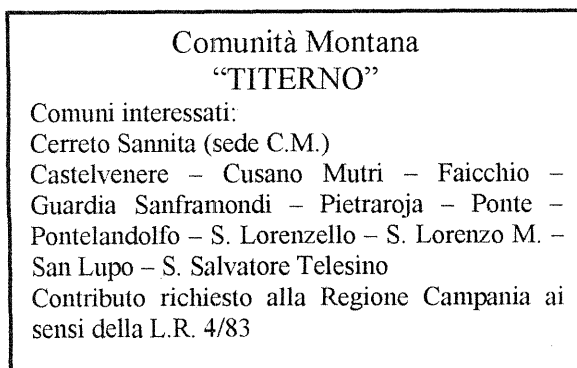 Comunità Montana
“TITERNO”
Comuni interessati:
Cerreto Sannita (sede C.M.)
Castelvenere – Cusano Mutri – Faicchio –
Guardia Sanframondi – Pietraroja – Ponte –
Pontelandolfo – S. Lorenzello – S. Lorenzo M. –
San Lupo – S. Salvatore Telesino
Contributo richiesto alla Regione Campania ai
sensi della L.R. 4/83